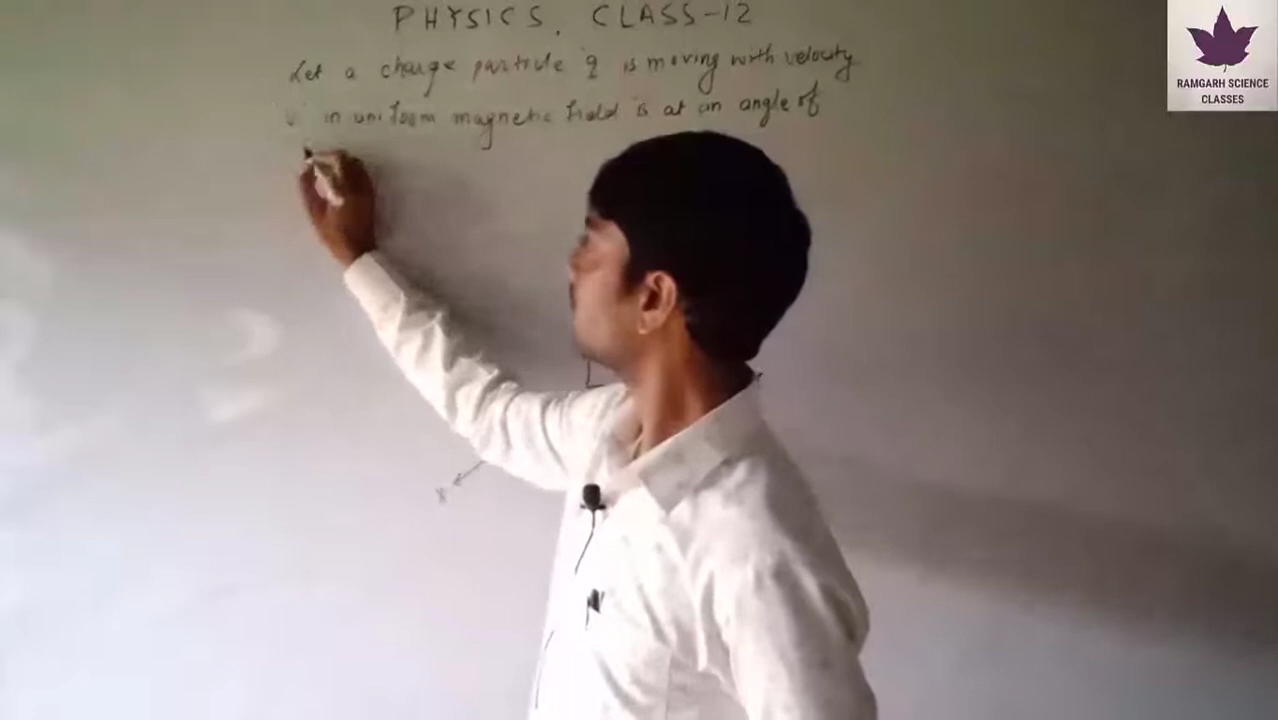 PHYSICS, CLASS-12
Let a charge particle q is moving with velocity
v in uniform magnetic field is at an angle of
x
RAMGARH SCIENCE
CLASSES